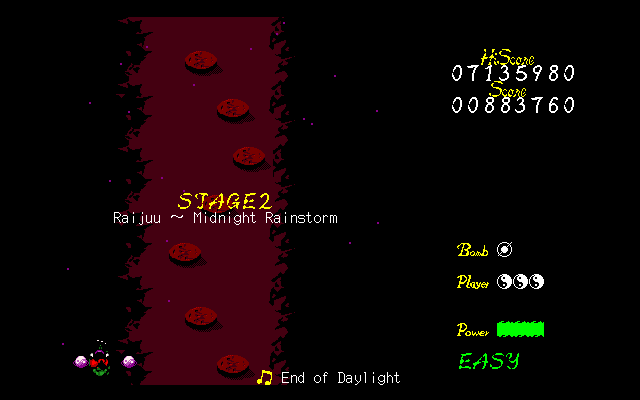 HiScore
07135980
Score
00883760
STAGE2
Raijuu ～ Midnight Rainstorm
Bomb
Player
Power
EASY
♫ End of Daylight